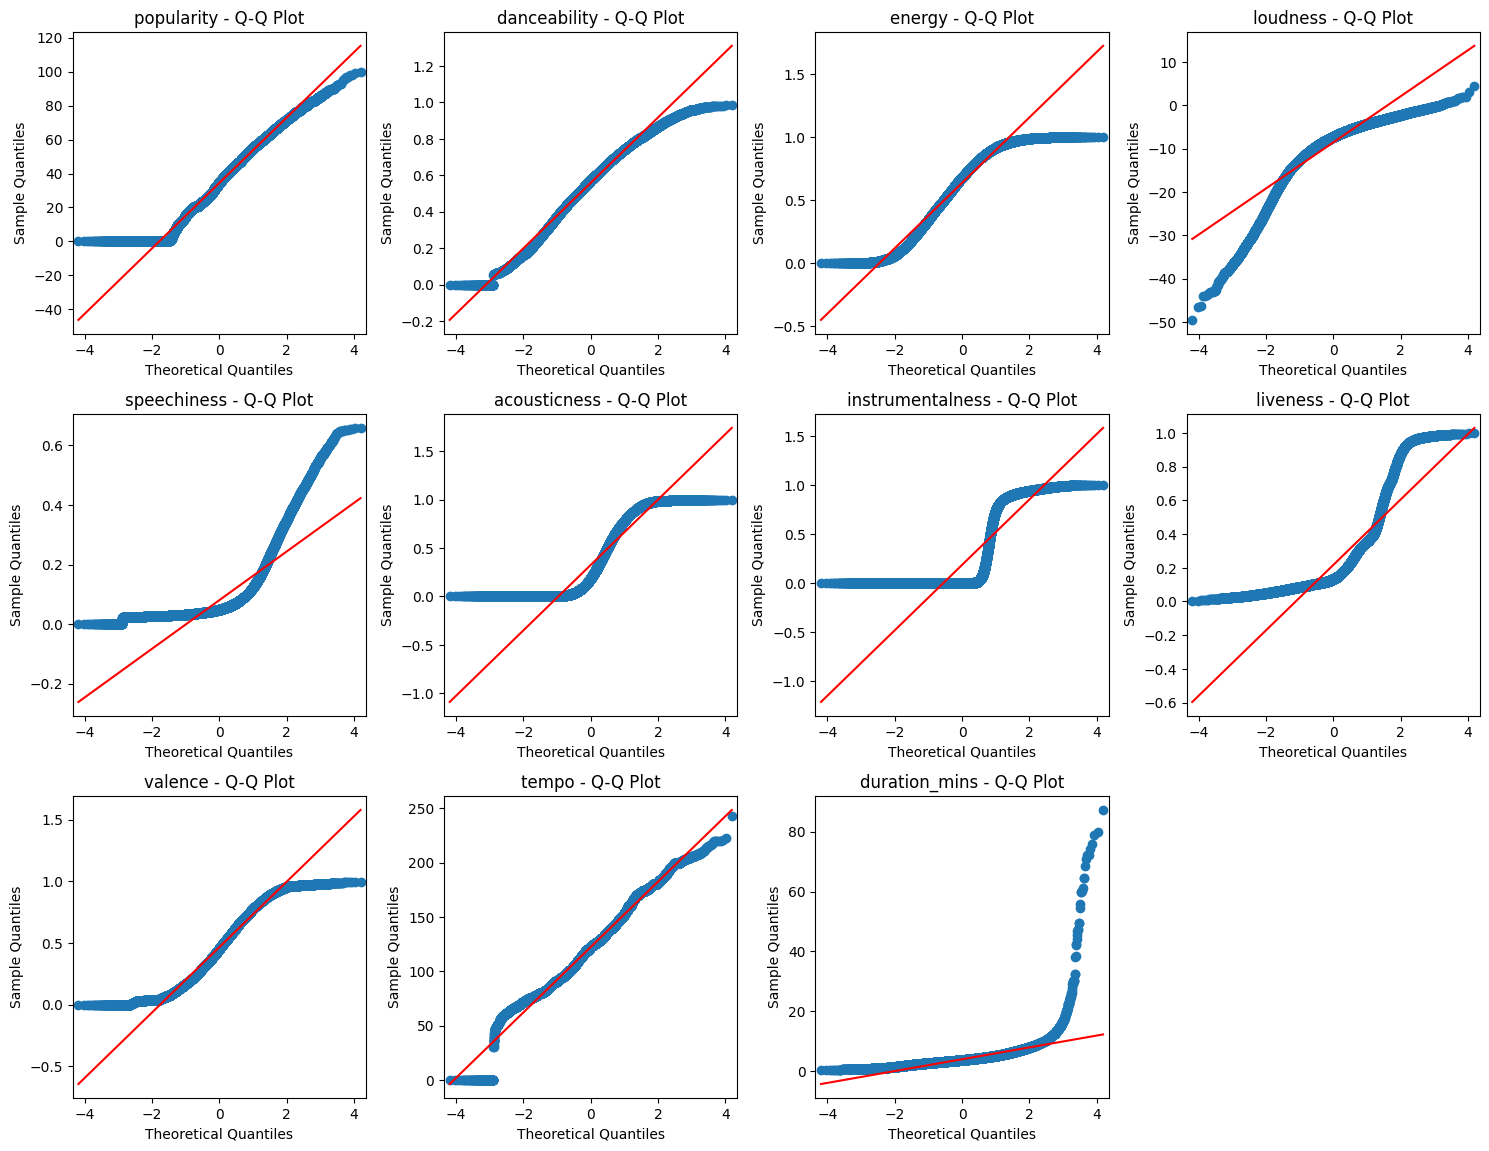 popularity - Q-Q Plot
120
100
80
60
40
20
0
−20
−40
Sample Quantiles
−4 −2 0 2 4
Theoretical Quantiles
danceability - Q-Q Plot
1.2
1.0
0.8
0.6
0.4
0.2
0.0
−0.2
Sample Quantiles
−4 −2 0 2 4
Theoretical Quantiles
energy - Q-Q Plot
1.5
1.0
0.5
0.0
−0.5
Sample Quantiles
−4 −2 0 2 4
Theoretical Quantiles
loudness - Q-Q Plot
10
0
−10
−20
−30
−40
−50
Sample Quantiles
−4 −2 0 2 4
Theoretical Quantiles
speechiness - Q-Q Plot
0.6
0.4
0.2
0.0
−0.2
Sample Quantiles
−4 −2 0 2 4
Theoretical Quantiles
acousticness - Q-Q Plot
1.5
1.0
0.5
0.0
−0.5
−1.0
Sample Quantiles
−4 −2 0 2 4
Theoretical Quantiles
instrumentalness - Q-Q Plot
1.5
1.0
0.5
0.0
−0.5
−1.0
Sample Quantiles
−4 −2 0 2 4
Theoretical Quantiles
liveness - Q-Q Plot
1.0
0.8
0.6
0.4
0.2
0.0
−0.2
−0.4
−0.6
Sample Quantiles
−4 −2 0 2 4
Theoretical Quantiles
valence - Q-Q Plot
1.5
1.0
0.5
0.0
−0.5
Sample Quantiles
−4 −2 0 2 4
Theoretical Quantiles
tempo - Q-Q Plot
250
200
150
100
50
0
Sample Quantiles
−4 −2 0 2 4
Theoretical Quantiles
duration_mins - Q-Q Plot
80
60
40
20
0
Sample Quantiles
−4 −2 0 2 4
Theoretical Quantiles